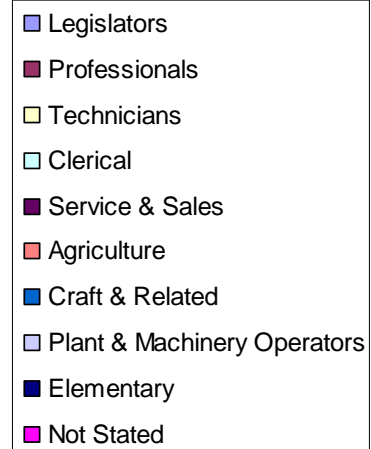 Legislators
Professionals
Technicians
Clerical
Service & Sales
Agriculture
Craft & Related
Plant & Machinery Operators
Elementary
Not Stated